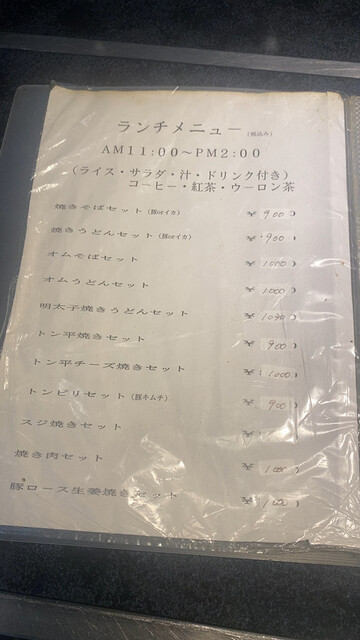 ランチメニュー (税込み)
AM11:00～PM2:00
（ライス・サラダ・汁・ドリンク付き）
コーヒー・紅茶・ウーロン茶
焼きそばセット(豚orイカ) ¥ 900
焼きうどんセット(豚orイカ) ¥ 900
オムそばセット ¥ 1000
オムうどんセット ¥ 1000
明太子焼きうどんセット ¥
トン平焼きセット ¥ 900
トン平チーズ焼きセット ¥ 1000
トンピリセット(豚キムチ) ¥ 900
スジ焼きセット ¥
焼き肉セット ¥
豚ロース生姜焼きセット ¥